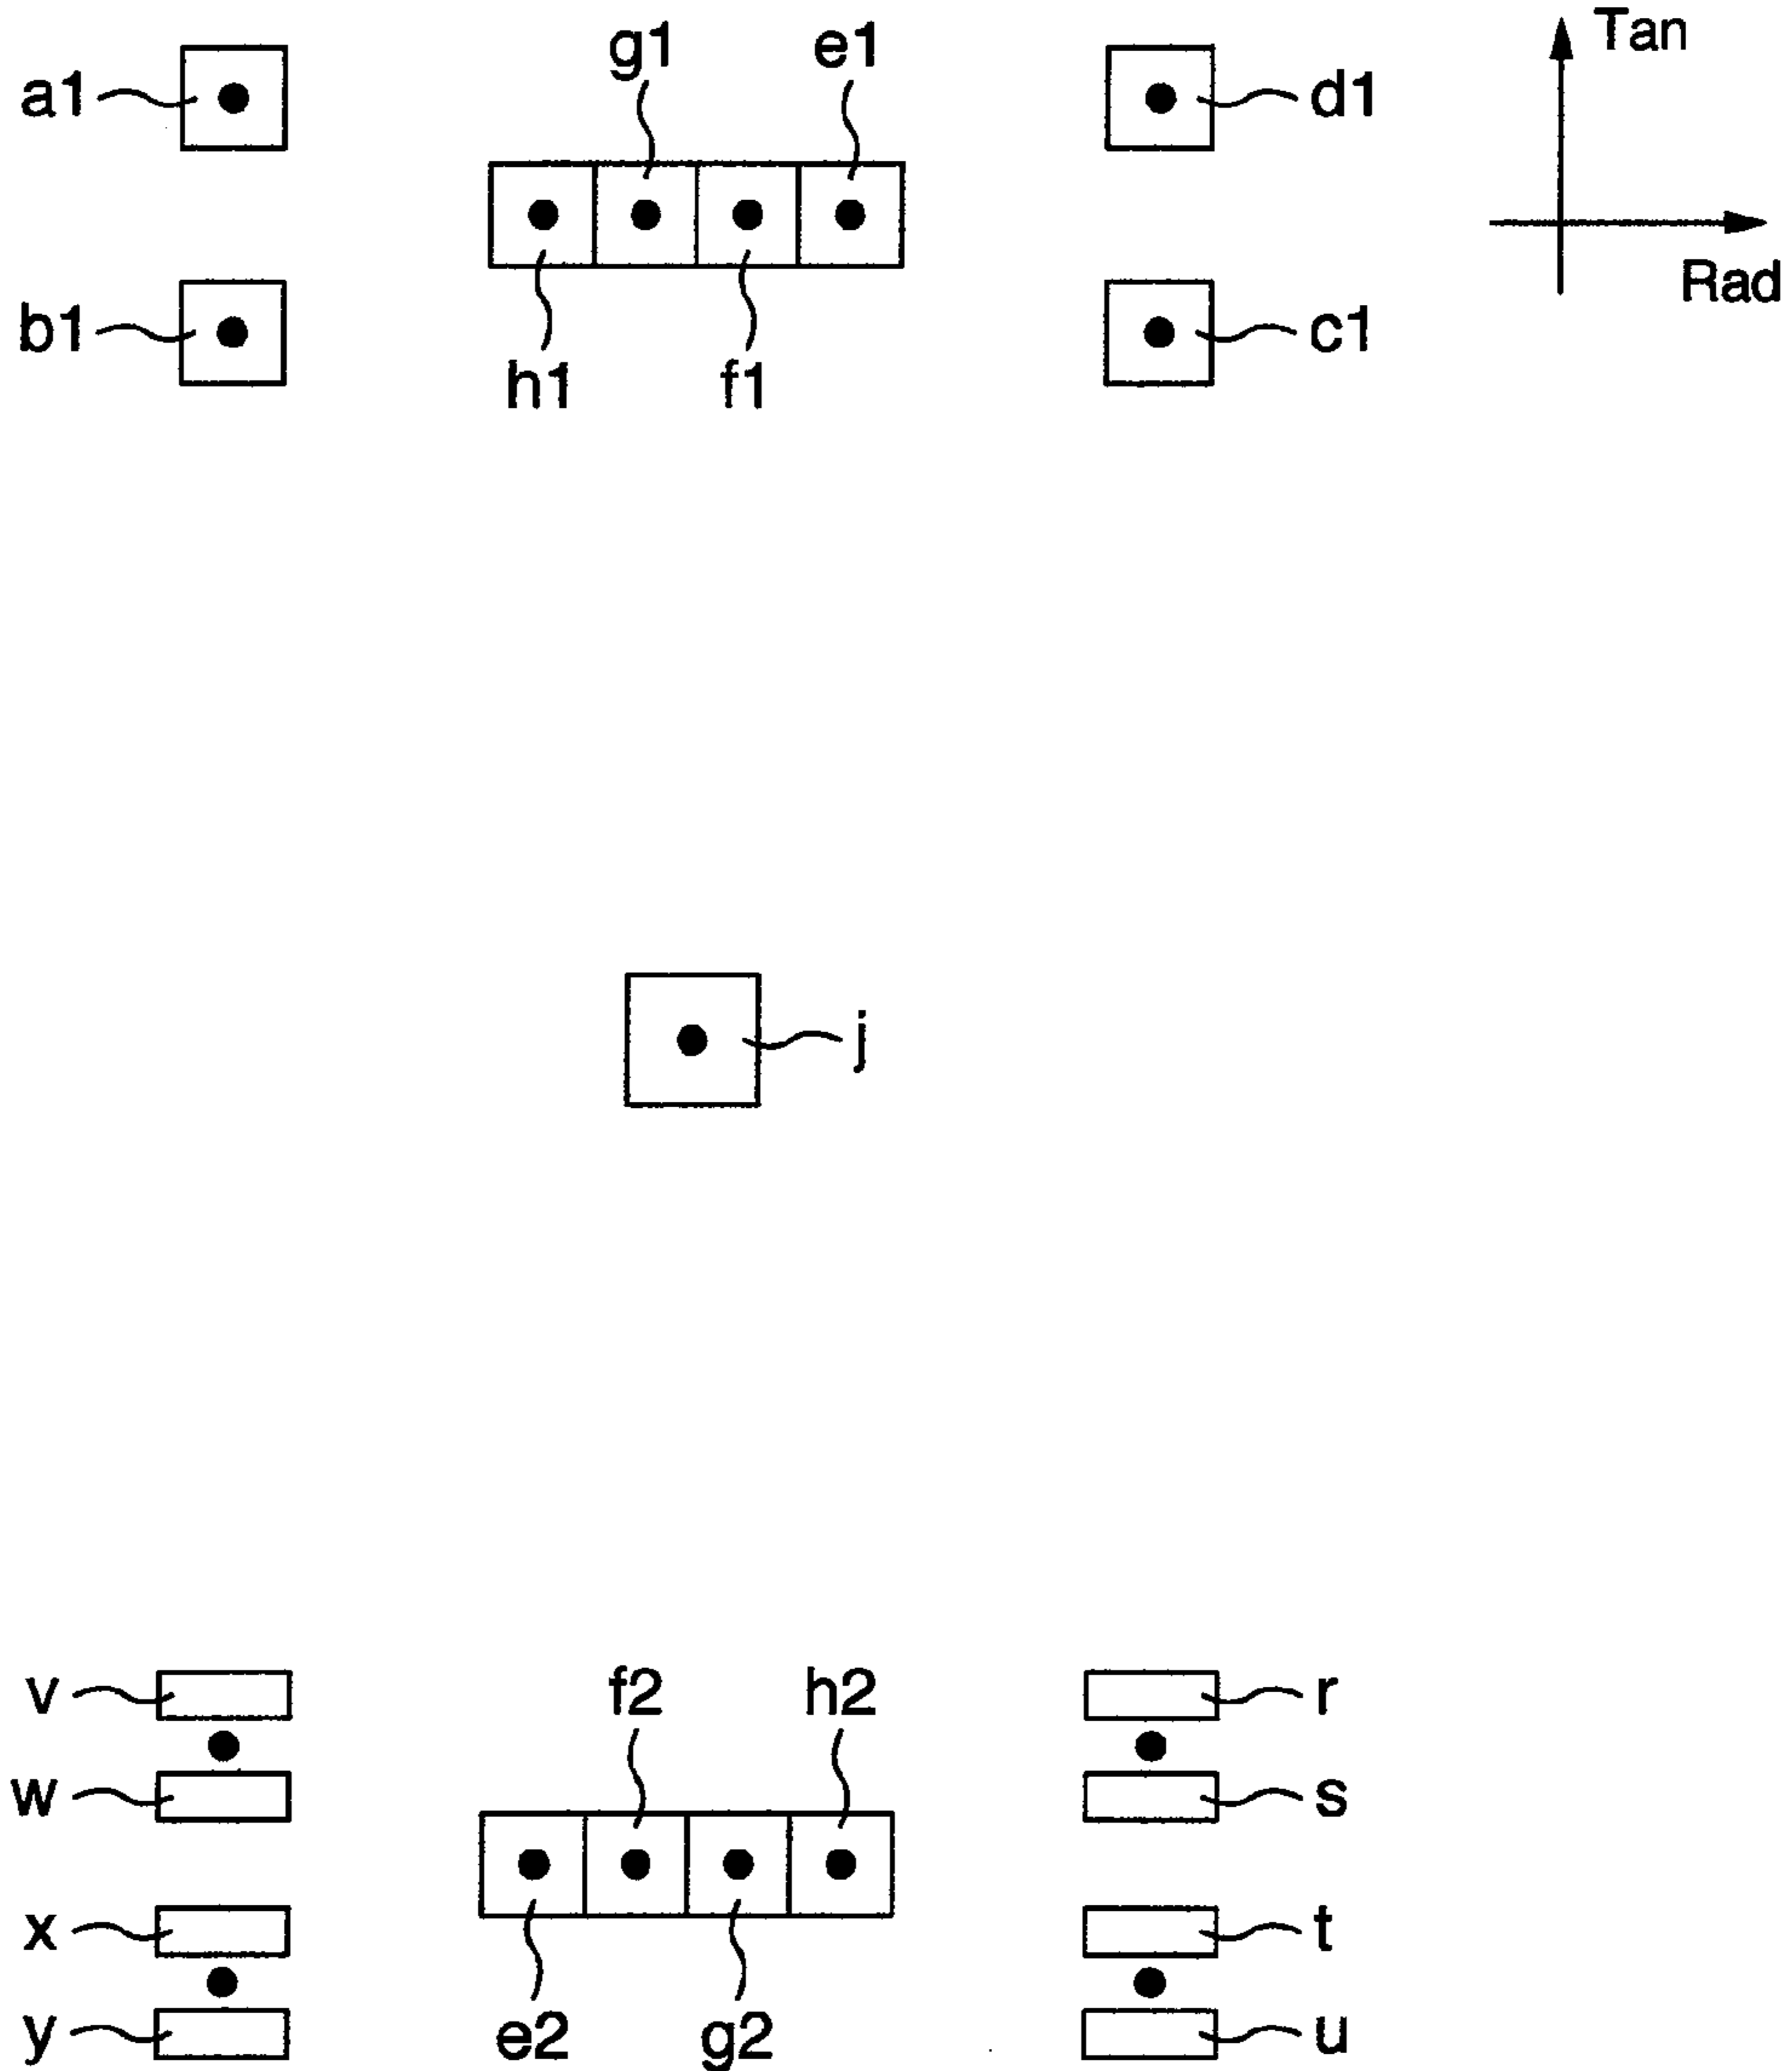 g1 e1 Tan
a1 d1
Rad
b1 c1
h1 f1
j
v f2 h2 r
w s
x t
y e2 g2 u